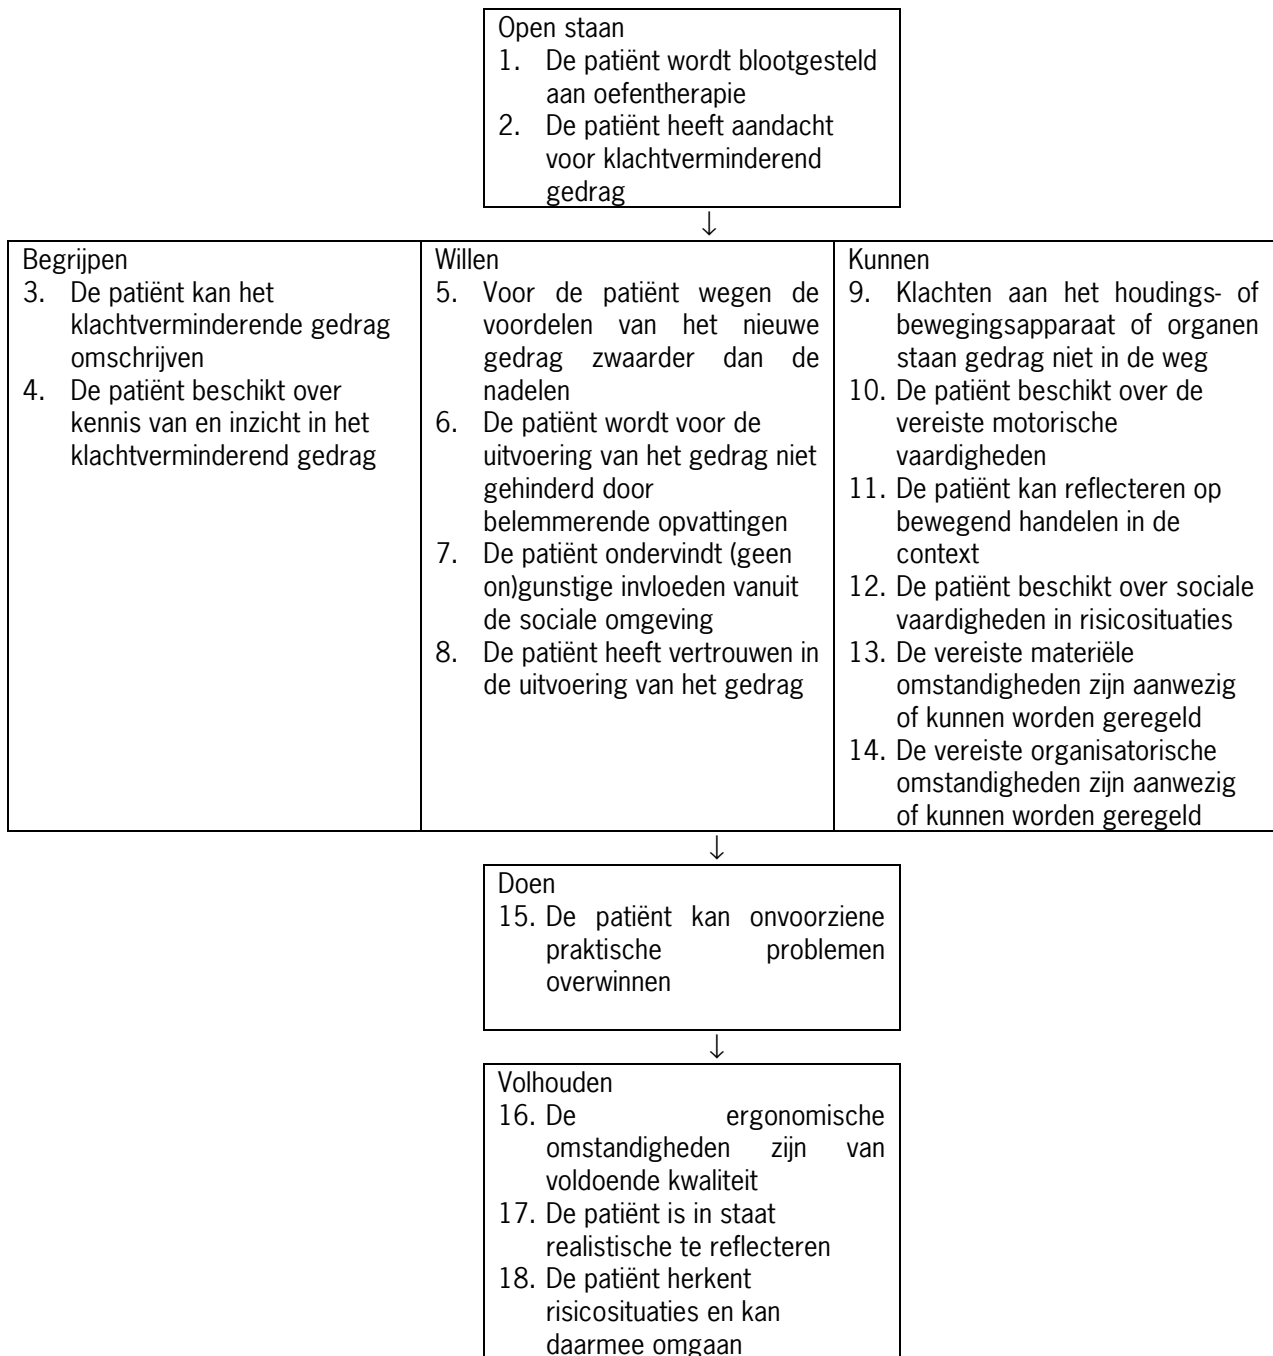 Open staan
1. De patiënt wordt blootgesteld
aan oefentherapie
2. De patiënt heeft aandacht
voor klachtverminderend
gedrag
↓
Begrijpen
3. De patiënt kan het
klachtverminderende gedrag
omschrijven
4. De patiënt beschikt over
kennis van en inzicht in het
klachtverminderend gedrag
Willen
5. Voor de patiënt wegen de
voordelen van het nieuwe
gedrag zwaarder dan de
nadelen
6. De patiënt wordt voor de
uitvoering van het gedrag niet
gehinderd door
belemmerende opvattingen
7. De patiënt ondervindt (geen
on)gunstige invloeden vanuit
de sociale omgeving
8. De patiënt heeft vertrouwen in
de uitvoering van het gedrag
Kunnen
9. Klachten aan het houdings- of
bewegingsapparaat of organen
staan gedrag niet in de weg
10. De patiënt beschikt over de
vereiste motorische
vaardigheden
11. De patiënt kan reflecteren op
bewegend handelen in de
context
12. De patiënt beschikt over sociale
vaardigheden in risicosituaties
13. De vereiste materiële
omstandigheden zijn aanwezig
of kunnen worden geregeld
14. De vereiste organisatorische
omstandigheden zijn aanwezig
of kunnen worden geregeld
↓
Doen
15. De patiënt kan onvoorziene
praktische problemen
overwinnen
↓
Volhouden
16. De ergonomische
omstandigheden zijn van
voldoende kwaliteit
17. De patiënt is in staat
realistische te reflecteren
18. De patiënt herkent
risicosituaties en kan
daarmee omgaan